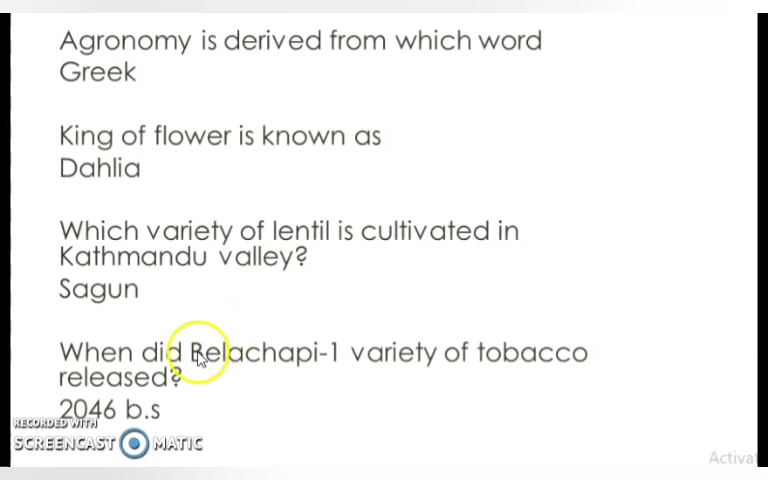 Agronomy is derived from which word
Greek
King of flower is known as
Dahlia
Which variety of lentil is cultivated in
Kathmandu valley?
Sagun
When did Belachapi-1 variety of tobacco
released?
2046 b.s
RECORDED WITH
SCREENCAST MATIC
Activat